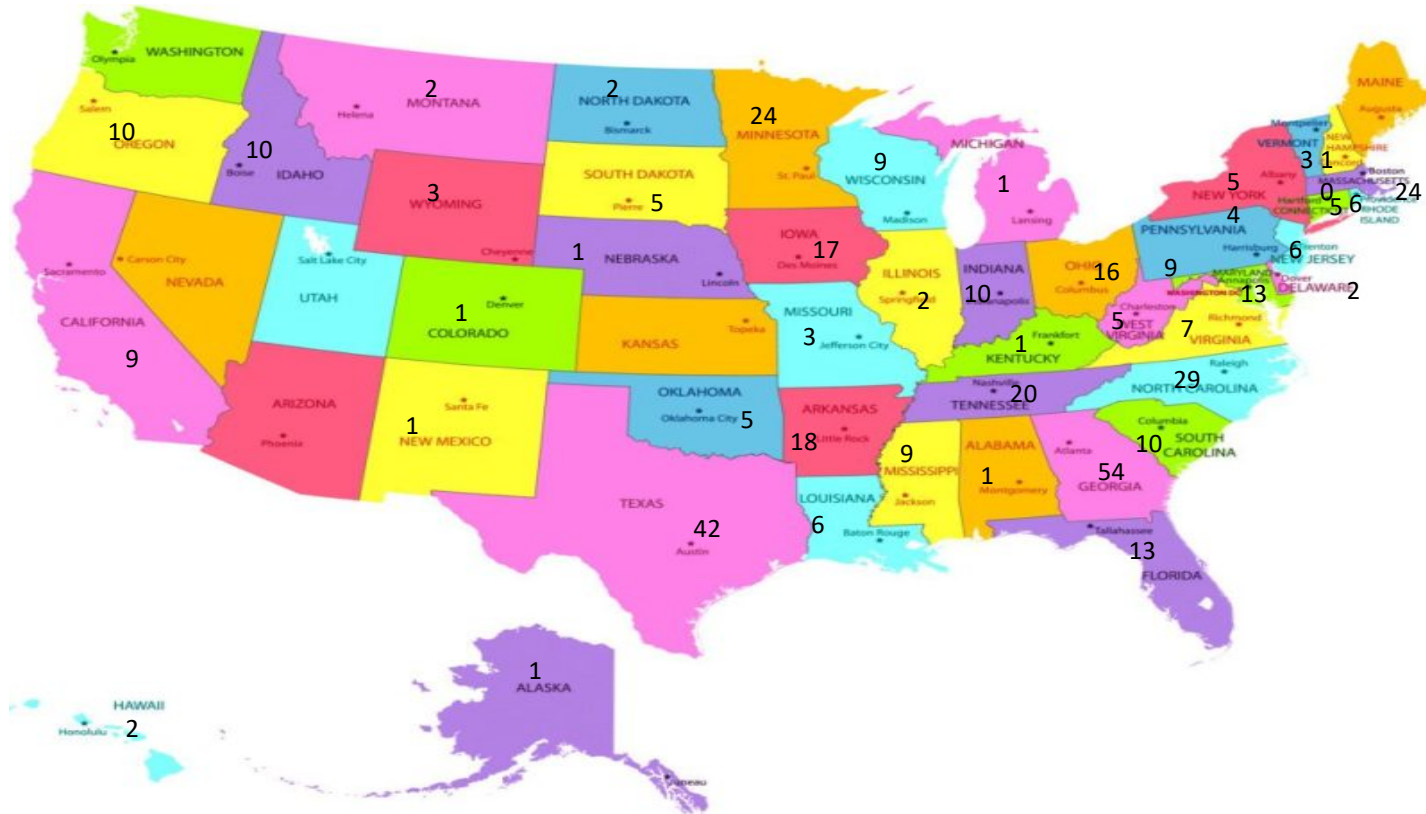 WASHINGTON
Olympia
OREGON
Salem
10
IDAHO
Boise
10
MONTANA
Helena
2
NORTH DAKOTA
Bismarck
2
MINNESOTA
St. Paul
24
SOUTH DAKOTA
Pierre
5
WYOMING
Cheyenne
3
WISCONSIN
Madison
9
MICHIGAN
Lansing
1
IOWA
Des Moines
17
NEBRASKA
Lincoln
1
CALIFORNIA
Sacramento
9
NEVADA
Carson City
UTAH
Salt Lake City
COLORADO
Denver
1
KANSAS
Topeka
MISSOURI
Jefferson City
3
ILLINOIS
Springfield
2
INDIANA
10
OHIO
Columbus
16
KENTUCKY
Frankfort
1
WEST
VIRGINIA
Charleston
5
VIRGINIA
Richmond
7
PENNSYLVANIA
Harrisburg
4
9
NEW YORK
Albany
5
VERMONT
Montpelier
3
NEW
HAMPSHIRE
1
MAINE
Augusta
MASSACHUSETTS
Boston
0
24
CONNECTICUT
Hartford
5
RHODE
ISLAND
Providence
6
NEW JERSEY
6
MARYLAND
Annapolis
13
DELAWARE
Dover
2
ARIZONA
Phoenix
NEW MEXICO
Santa Fe
1
TEXAS
Austin
42
OKLAHOMA
Oklahoma City
5
ARKANSAS
Little Rock
18
LOUISIANA
Baton Rouge
6
MISSISSIPPI
Jackson
9
ALABAMA
Montgomery
1
TENNESSEE
Nashville
20
NORTH CAROLINA
Raleigh
29
SOUTH
CAROLINA
Columbia
10
GEORGIA
Atlanta
54
FLORIDA
Tallahassee
13
ALASKA
Juneau
1
HAWAII
Honolulu
2